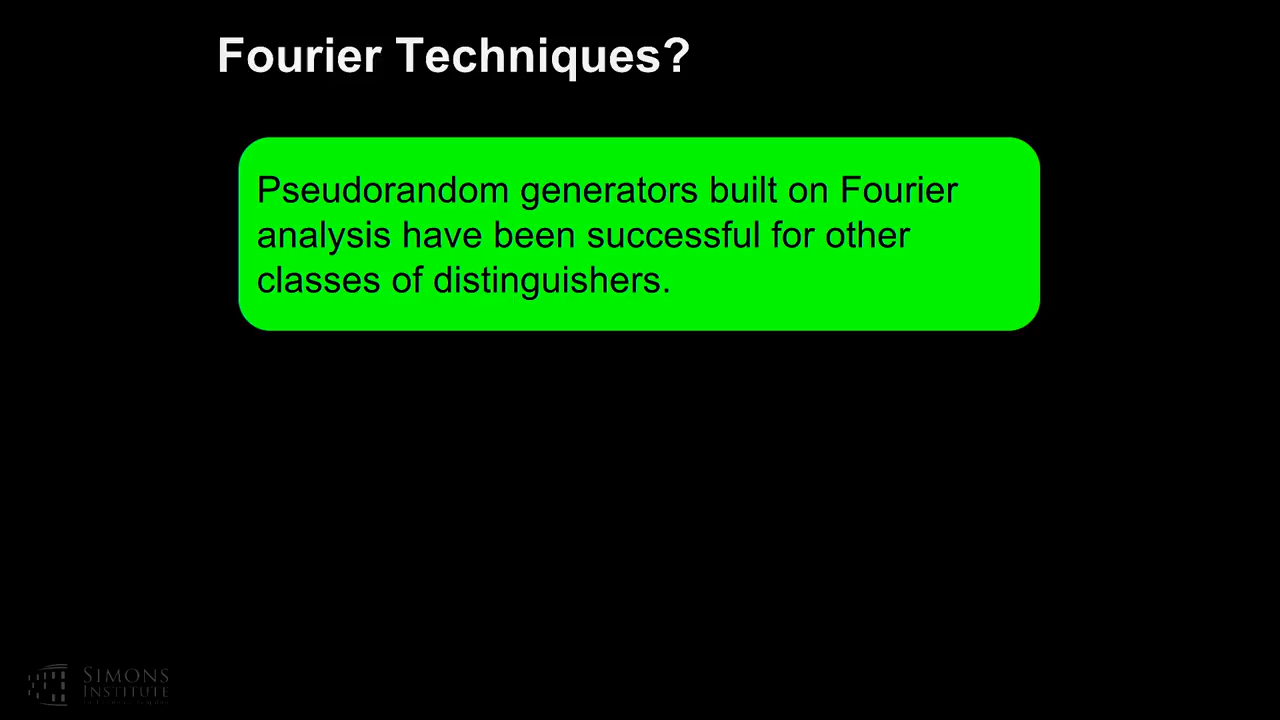 Fourier Techniques?
Pseudorandom generators built on Fourier
analysis have been successful for other
classes of distinguishers.
SIMONS
INSTITUTE